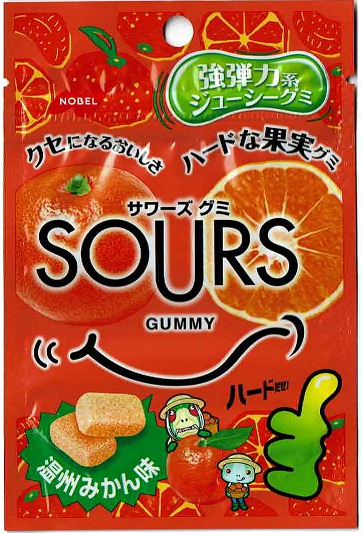 NOBEL
強弾力系
ジューシーグミ
クセになるおいしさ
ハードな果実グミ
サワーズ グミ
SOURS
GUMMY
ハードだぜ!
温州みかん味